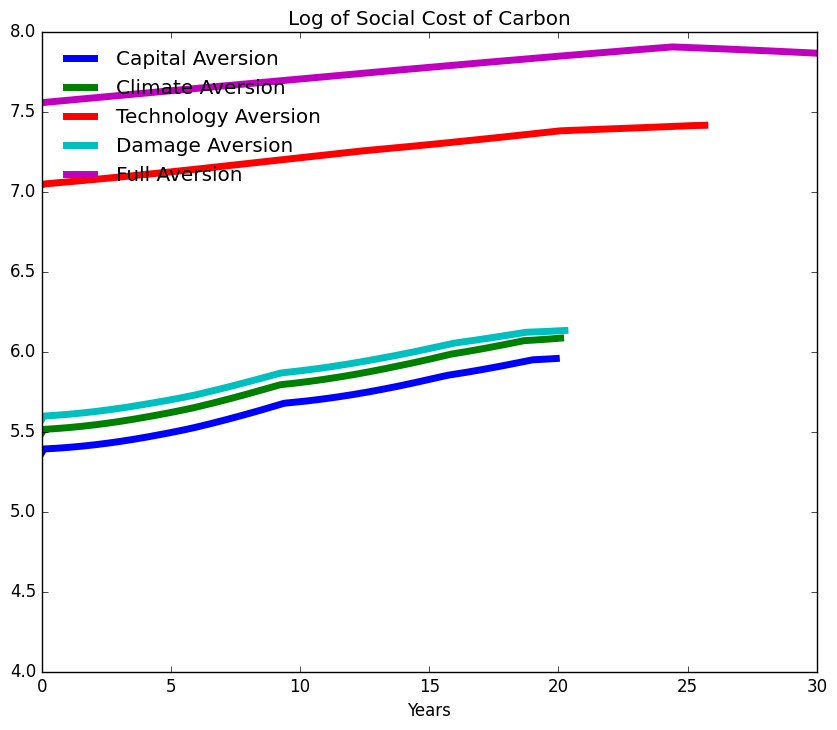 Log of Social Cost of Carbon
8.0
7.5
7.0
6.5
6.0
5.5
5.0
4.5
4.0
Capital Aversion
Climate Aversion
Technology Aversion
Damage Aversion
Full Aversion
0 5 10 15 20 25 30
Years